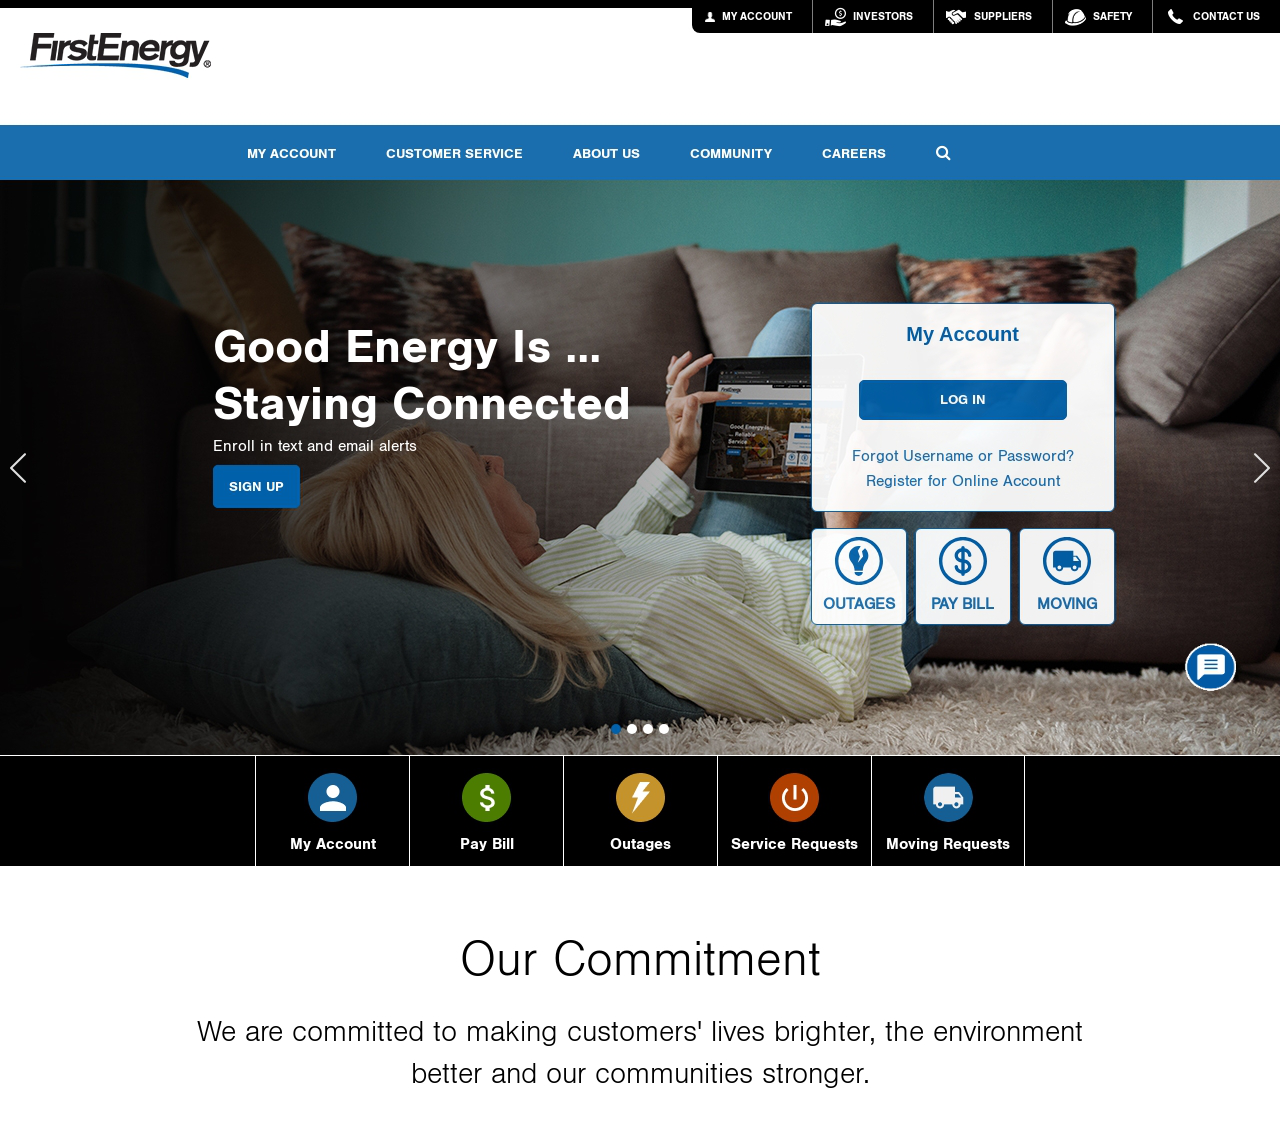 MY ACCOUNT
INVESTORS
SUPPLIERS
SAFETY
CONTACT US
FirstEnergy®
MY ACCOUNT
CUSTOMER SERVICE
ABOUT US
COMMUNITY
CAREERS
Good Energy Is ...
Staying Connected
Enroll in text and email alerts
SIGN UP
My Account
LOG IN
Forgot Username or Password?
Register for Online Account
OUTAGES
PAY BILL
MOVING
My Account
Pay Bill
Outages
Service Requests
Moving Requests
Our Commitment
We are committed to making customers' lives brighter, the environment
better and our communities stronger.